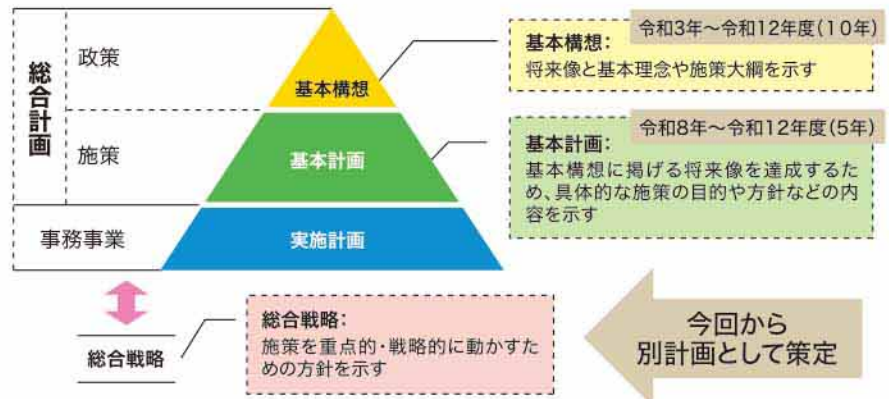 総合計画
政策
施策
事務事業
基本構想
基本計画
実施計画
令和3年～令和12年度(10年)
基本構想：
将来像と基本理念や施策大綱を示す
令和8年～令和12年度(5年)
基本計画：
基本構想に掲げる将来像を達成するた
め、具体的な施策の目的や方針などの内
容を示す
総合戦略
総合戦略：
施策を重点的・戦略的に動かすた
めの方針を示す
今回から
別計画として策定